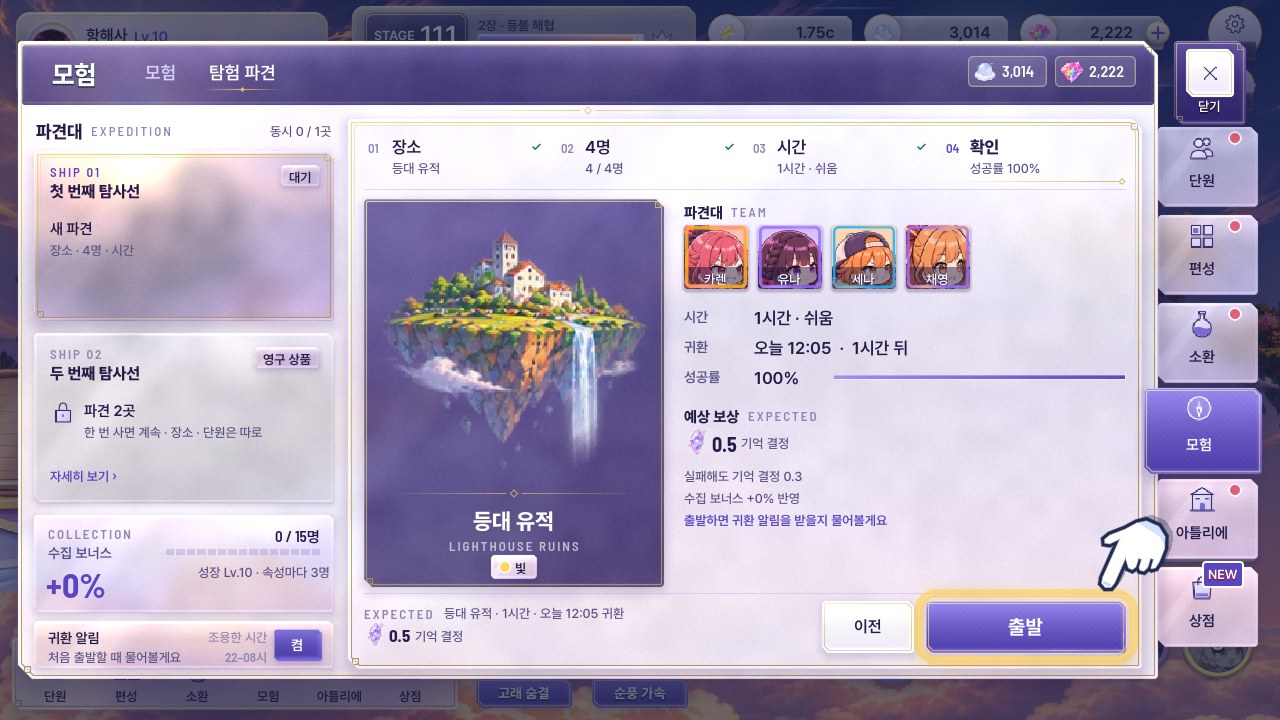 항해사 Lv.10
STAGE 111
2장 · 등불 해협
1.75c
3,014
2,222
모험
모험
탐험 파견
3,014
2,222
닫기
파견대 EXPEDITION
동시 0 / 1곳
SHIP 01
첫 번째 탐사선
대기
새 파견
장소 · 4명 · 시간
SHIP 02
두 번째 탐사선
영구 상품
파견 2곳
한 번 사면 계속 · 장소 · 단원은 따로
자세히 보기 ›
COLLECTION
수집 보너스
+0%
0 / 15명
성장 Lv.10 · 속성마다 3명
귀환 알림
처음 출발할 때 물어볼게요
조용한 시간
22-08시
켬
01 장소
등대 유적
02 4명
4 / 4명
03 시간
1시간 · 쉬움
04 확인
성공률 100%
등대 유적
LIGHTHOUSE RUINS
빛
파견대 TEAM
카렌
유나
세나
채영
시간 1시간 · 쉬움
귀환 오늘 12:05 · 1시간 뒤
성공률 100%
예상 보상 EXPECTED
0.5 기억 결정
실패해도 기억 결정 0.3
수집 보너스 +0% 반영
출발하면 귀환 알림을 받을지 물어볼게요
EXPECTED 등대 유적 · 1시간 · 오늘 12:05 귀환
0.5 기억 결정
이전
출발
단원
편성
소환
모험
아틀리에
NEW
상점
단원
편성
소환
모험
아틀리에
상점
고래 숨결
순풍 가속